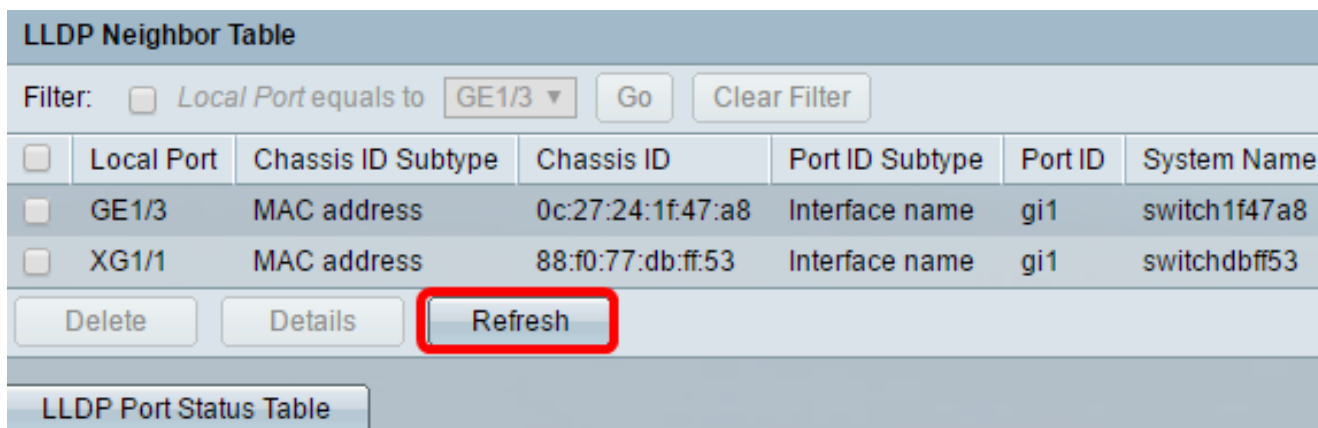 LLDP Neighbor Table
Filter: Local Port equals to GE1/3 Go Clear Filter
Local Port Chassis ID Subtype Chassis ID Port ID Subtype Port ID System Name
GE1/3 MAC address 0c:27:24:1f:47:a8 Interface name gi1 switch1f47a8
XG1/1 MAC address 88:f0:77:db:ff:53 Interface name gi1 switchdbff53
Delete Details Refresh
LLDP Port Status Table